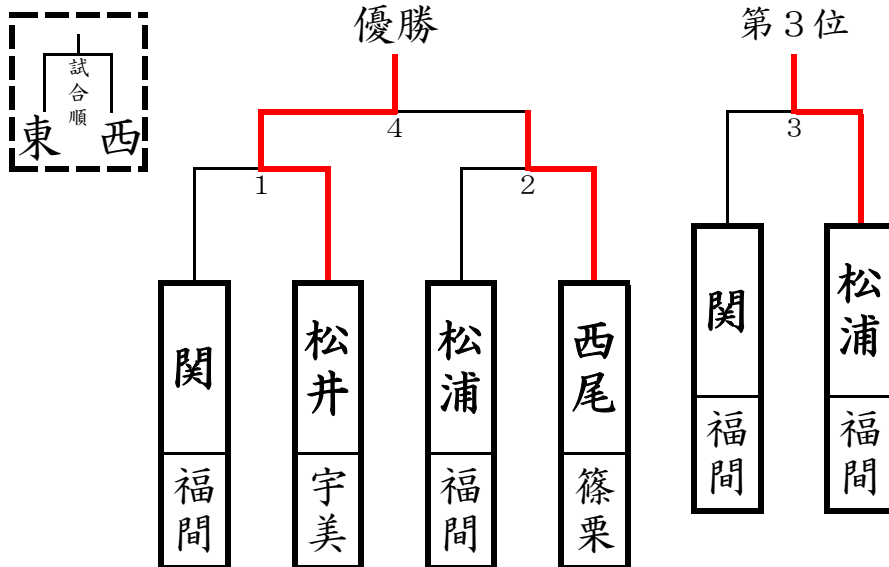 優勝
第３位
試合順
東
西
4
3
1
2
関
福間
松井
宇美
松浦
福間
西尾
篠栗
関
福間
松浦
福間